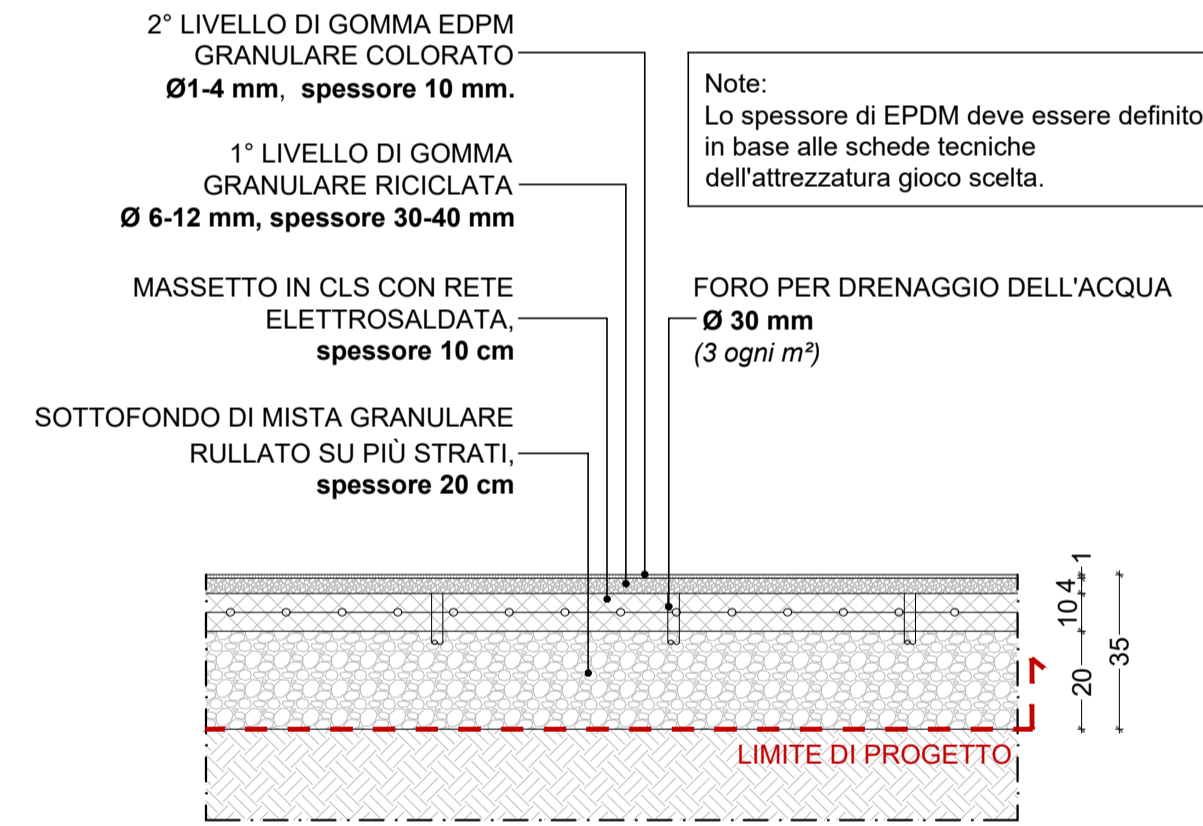 2° LIVELLO DI GOMMA EDPM
GRANULARE COLORATO
Ø1-4 mm, spessore 10 mm.
1° LIVELLO DI GOMMA
GRANULARE RICICLATA
Ø 6-12 mm, spessore 30-40 mm
MASSETTO IN CLS CON RETE
ELETTROSALDATA,
spessore 10 cm
SOTTOFONDO DI MISTA GRANULARE
RULLATO SU PIÙ STRATI,
spessore 20 cm
Note:
Lo spessore di EPDM deve essere definito
in base alle schede tecniche
dell'attrezzatura gioco scelta.
FORO PER DRENAGGIO DELL'ACQUA
Ø 30 mm
(3 ogni m²)
1
4
10
20
35
LIMITE DI PROGETTO